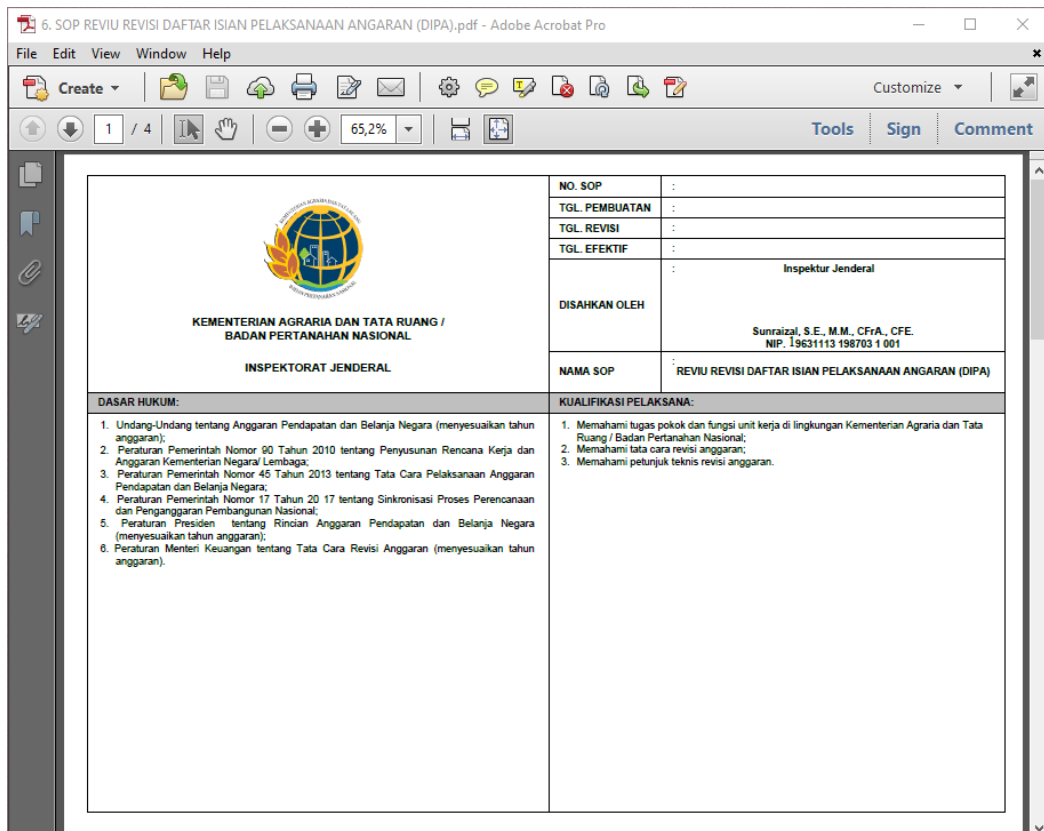 6. SOP REVIU REVISI DAFTAR ISIAN PELAKSANAAN ANGARAN (DIPA).pdf - Adobe Acrobat Pro
File Edit View Window Help
Create
Customize
1 / 4
65,2%
Tools Sign Comment
KEMENTERIAN AGRARIA DAN TATA RUANG
BADAN PERTANAHAN NASIONAL
KEMENTERIAN AGRARIA DAN TATA RUANG /
BADAN PERTANAHAN NASIONAL
INSPEKTORAT JENDERAL
NO. SOP :
TGL. PEMBUATAN :
TGL. REVISI :
TGL. EFEKTIF :
DISAHKAN OLEH :
Inspektur Jenderal
Sunraizal, S.E., M.M., CFrA., CFE.
NIP. 19631113 198703 1 001
NAMA SOP :
REVIU REVISI DAFTAR ISIAN PELAKSANAAN ANGARAN (DIPA)
DASAR HUKUM:
1. Undang-Undang tentang Anggaran Pendapatan dan Belanja Negara (menyesuaikan tahun
anggaran);
2. Peraturan Pemerintah Nomor 90 Tahun 2010 tentang Penyusunan Rencana Kerja dan
Anggaran Kementerian Negara/ Lembaga;
3. Peraturan Pemerintah Nomor 45 Tahun 2013 tentang Tata Cara Pelaksanaan Anggaran
Pendapatan dan Belanja Negara;
4. Peraturan Pemerintah Nomor 17 Tahun 20 17 tentang Sinkronisasi Proses Perencanaan
dan Penganggaran Pembangunan Nasional;
5. Peraturan Presiden tentang Rincian Anggaran Pendapatan dan Belanja Negara
(menyesuaikan tahun anggaran);
6. Peraturan Menteri Keuangan tentang Tata Cara Revisi Anggaran (menyesuaikan tahun
anggaran).
KUALIFIKASI PELAKSANA:
1. Memahami tugas pokok dan fungsi unit kerja di lingkungan Kementerian Agraria dan Tata
Ruang / Badan Pertanahan Nasional;
2. Memahami tata cara revisi anggaran;
3. Memahami petunjuk teknis revisi anggaran.